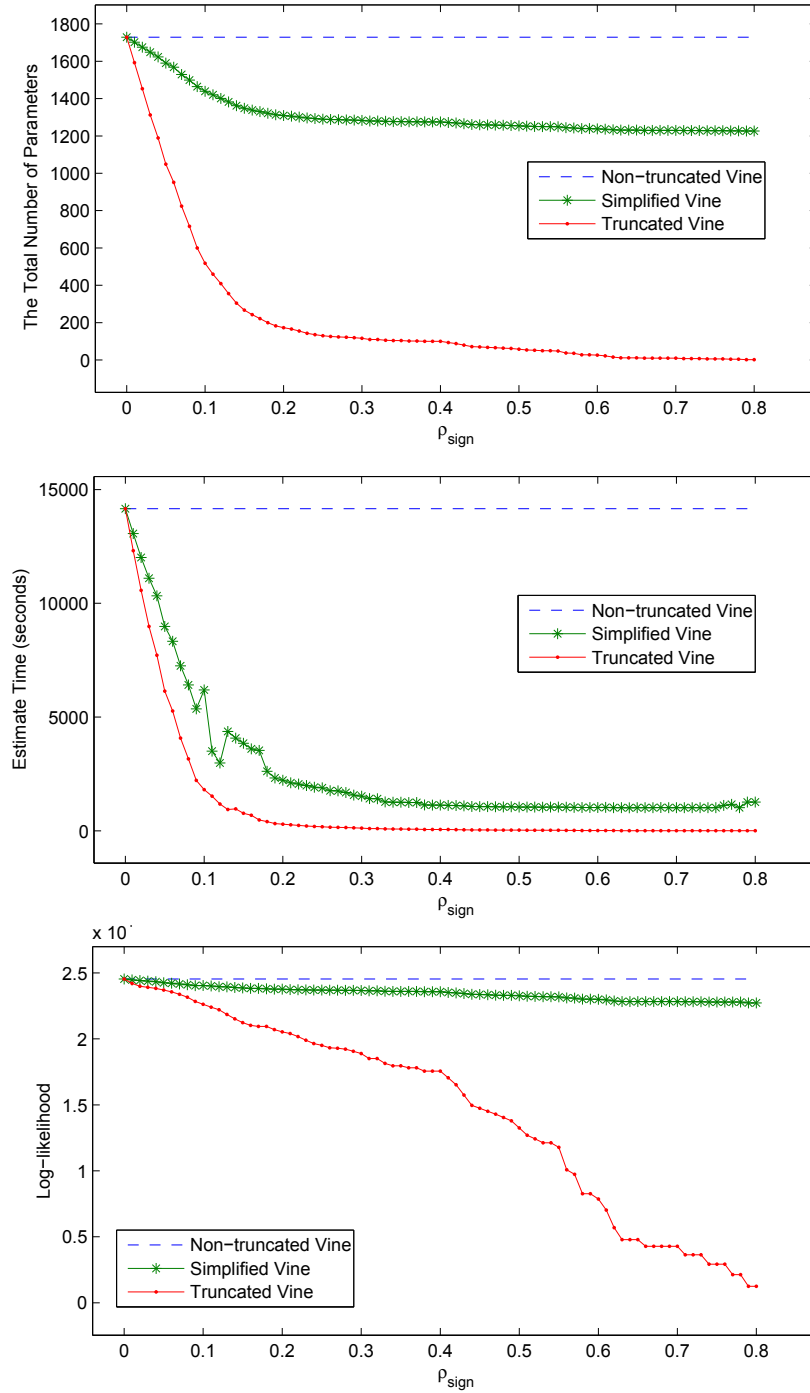 1800
1600
1400
1200
1000
800
600
400
200
0
The Total Number of Parameters
Non-truncated Vine
Simplified Vine
Truncated Vine
0 0.1 0.2 0.3 0.4 0.5 0.6 0.7 0.8
ρsign
15000
10000
5000
0
Estimate Time (seconds)
Non-truncated Vine
Simplified Vine
Truncated Vine
0 0.1 0.2 0.3 0.4 0.5 0.6 0.7 0.8
ρsign
x 10
2.5
2
1.5
1
0.5
0
Log-likelihood
Non-truncated Vine
Simplified Vine
Truncated Vine
0 0.1 0.2 0.3 0.4 0.5 0.6 0.7 0.8
ρsign